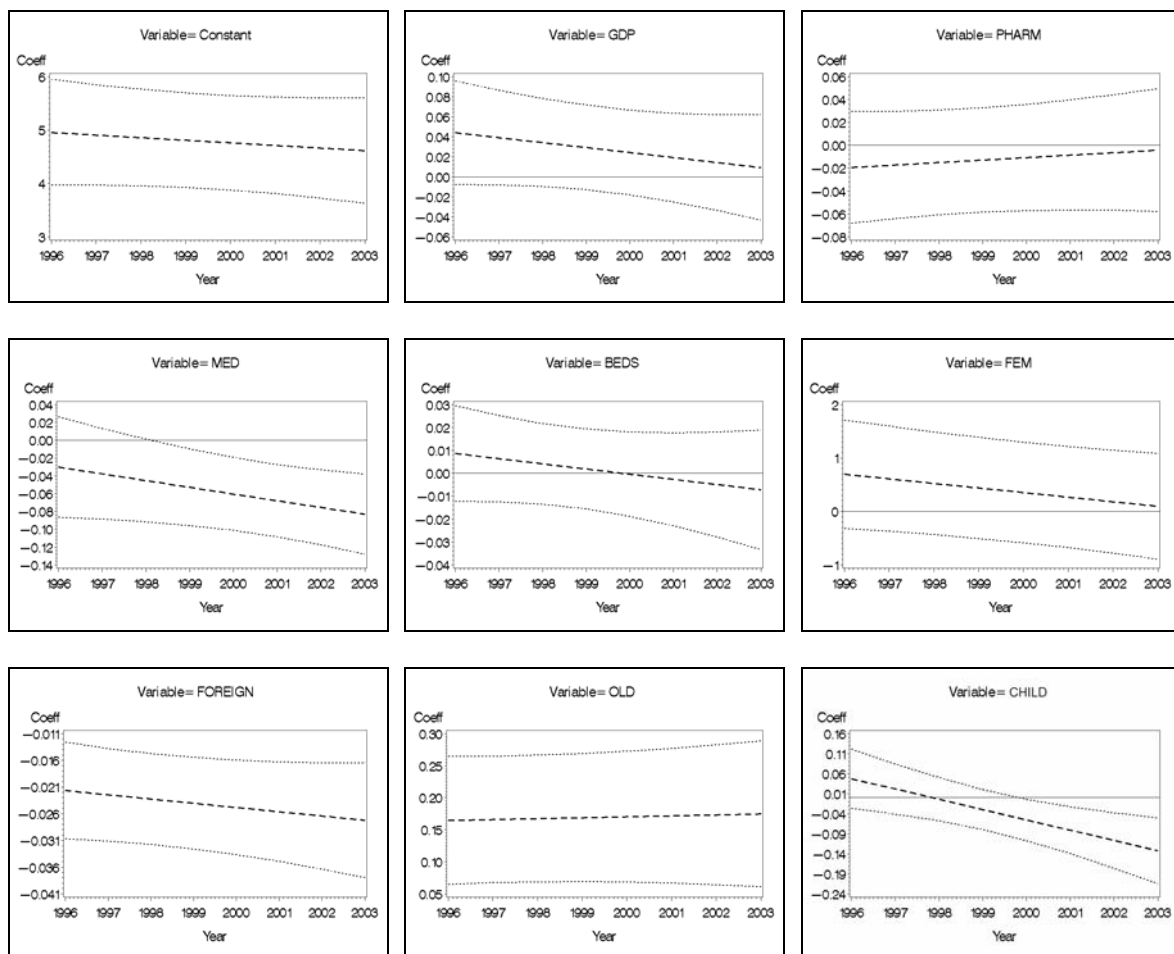 Variable= Constant
Coeff
6
5
4
3
1996 1997 1998 1999 2000 2001 2002 2003
Year
Variable= GDP
Coeff
0.10
0.08
0.06
0.04
0.02
0.00
−0.02
−0.04
−0.06
1996 1997 1998 1999 2000 2001 2002 2003
Year
Variable= PHARM
Coeff
0.06
0.04
0.02
0.00
−0.02
−0.04
−0.06
−0.08
1996 1997 1998 1999 2000 2001 2002 2003
Year
Variable= MED
Coeff
0.04
0.02
0.00
−0.02
−0.04
−0.06
−0.08
−0.10
−0.12
−0.14
1996 1997 1998 1999 2000 2001 2002 2003
Year
Variable= BEDS
Coeff
0.03
0.02
0.01
0.00
−0.01
−0.02
−0.03
−0.04
1996 1997 1998 1999 2000 2001 2002 2003
Year
Variable= FEM
Coeff
2
1
0
−1
1996 1997 1998 1999 2000 2001 2002 2003
Year
Variable= FOREIGN
Coeff
−0.011
−0.016
−0.021
−0.026
−0.031
−0.036
−0.041
1996 1997 1998 1999 2000 2001 2002 2003
Year
Variable= OLD
Coeff
0.30
0.25
0.20
0.15
0.10
0.05
1996 1997 1998 1999 2000 2001 2002 2003
Year
Variable= CHILD
Coeff
0.16
0.11
0.06
0.01
−0.04
−0.09
−0.14
−0.19
−0.24
1996 1997 1998 1999 2000 2001 2002 2003
Year